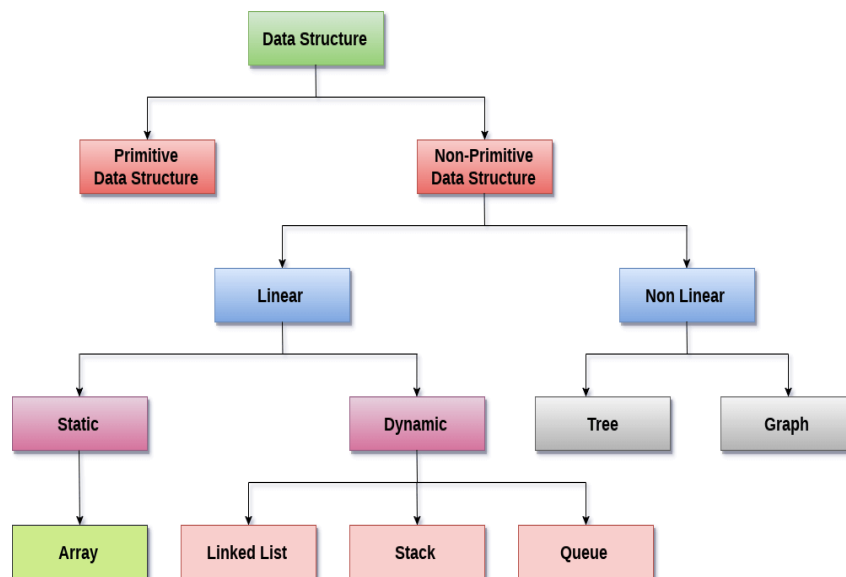 Data Structure
Primitive
Data Structure
Non-Primitive
Data Structure
Linear
Non Linear
Static
Dynamic
Tree
Graph
Array
Linked List
Stack
Queue